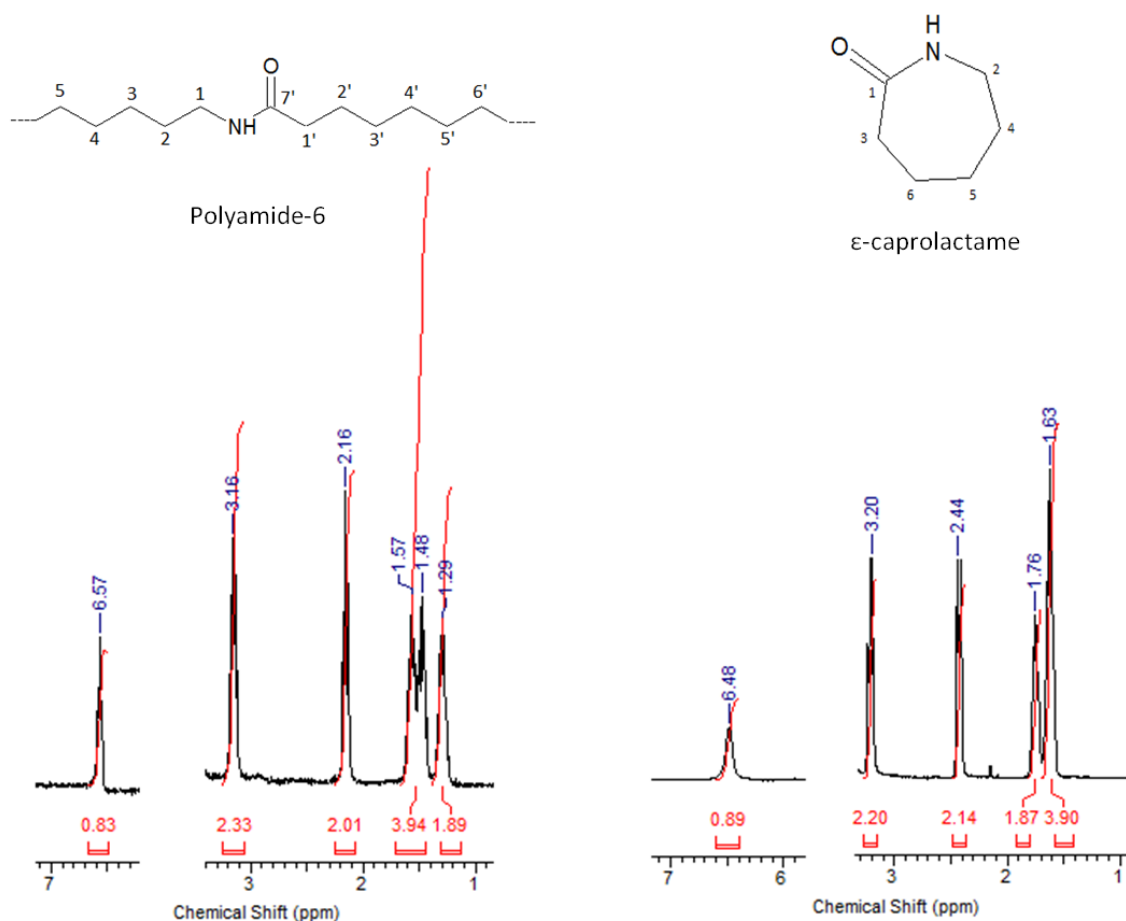 O
5 3 1 7' 2' 4' 6'
4 2 NH 1' 3' 5'
Polyamide-6
6.57
3.16
2.16
1.57
1.48
1.29
0.83 2.33 2.01 3.94 1.89
7 3 2 1
Chemical Shift (ppm)
H
O N
1 2
3 4
6 5
ε-caprolactame
6.48
3.20
2.44
1.76
1.63
0.89 2.20 2.14 1.87 3.90
7 6 3 2 1
Chemical Shift (ppm)